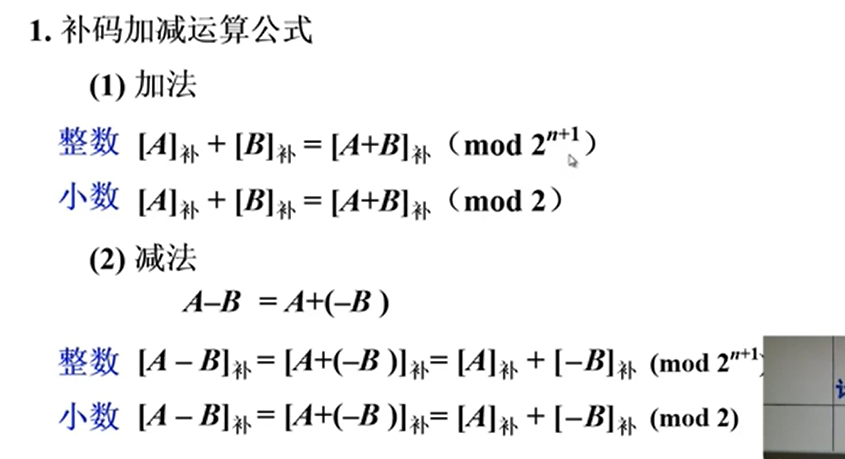 1. 补码加减运算公式
(1) 加法
整数 [A]补 + [B]补 = [A+B]补（mod 2^{n+1}）
小数 [A]补 + [B]补 = [A+B]补（mod 2）
(2) 减法
A–B = A+(–B )
整数 [A – B]补 = [A+(–B )]补 = [A]补 + [–B]补 (mod 2^{n+1})
小数 [A – B]补 = [A+(–B )]补 = [A]补 + [–B]补 (mod 2)